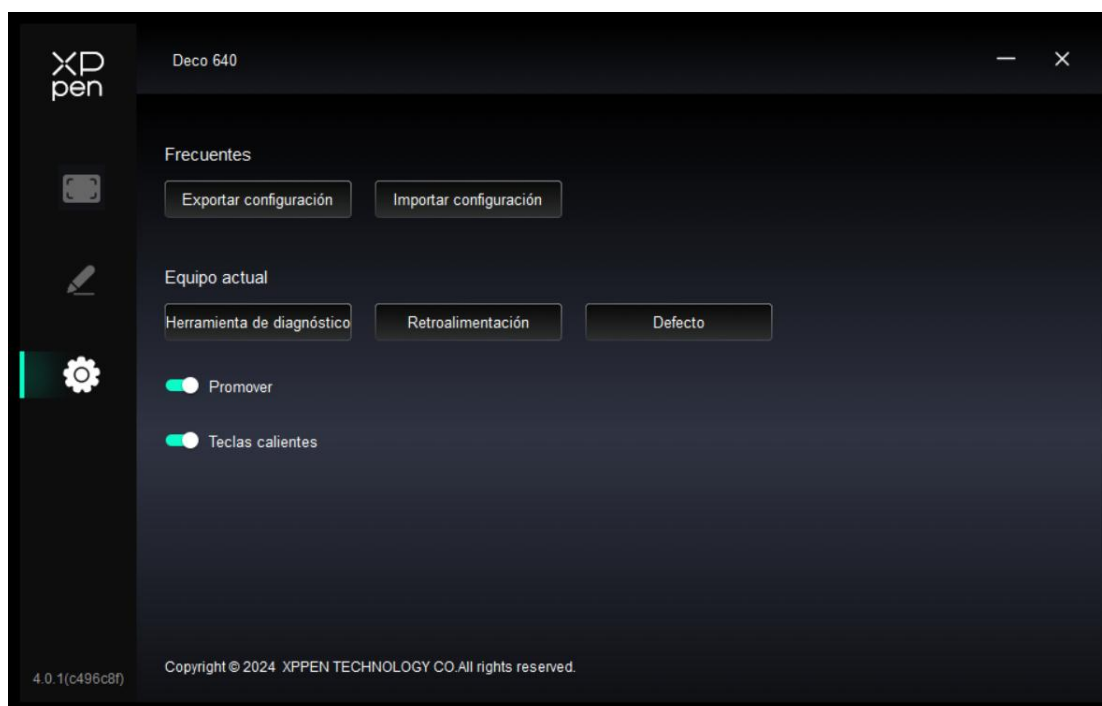 XP
pen
Deco 640
Frecuentes
Exportar configuración Importar configuración
Equipo actual
Herramienta de diagnóstico Retroalimentación Defecto
Promover
Teclas calientes
Copyright © 2024 XPPEN TECHNOLOGY CO.All rights reserved.
4.0.1(c496c8f)